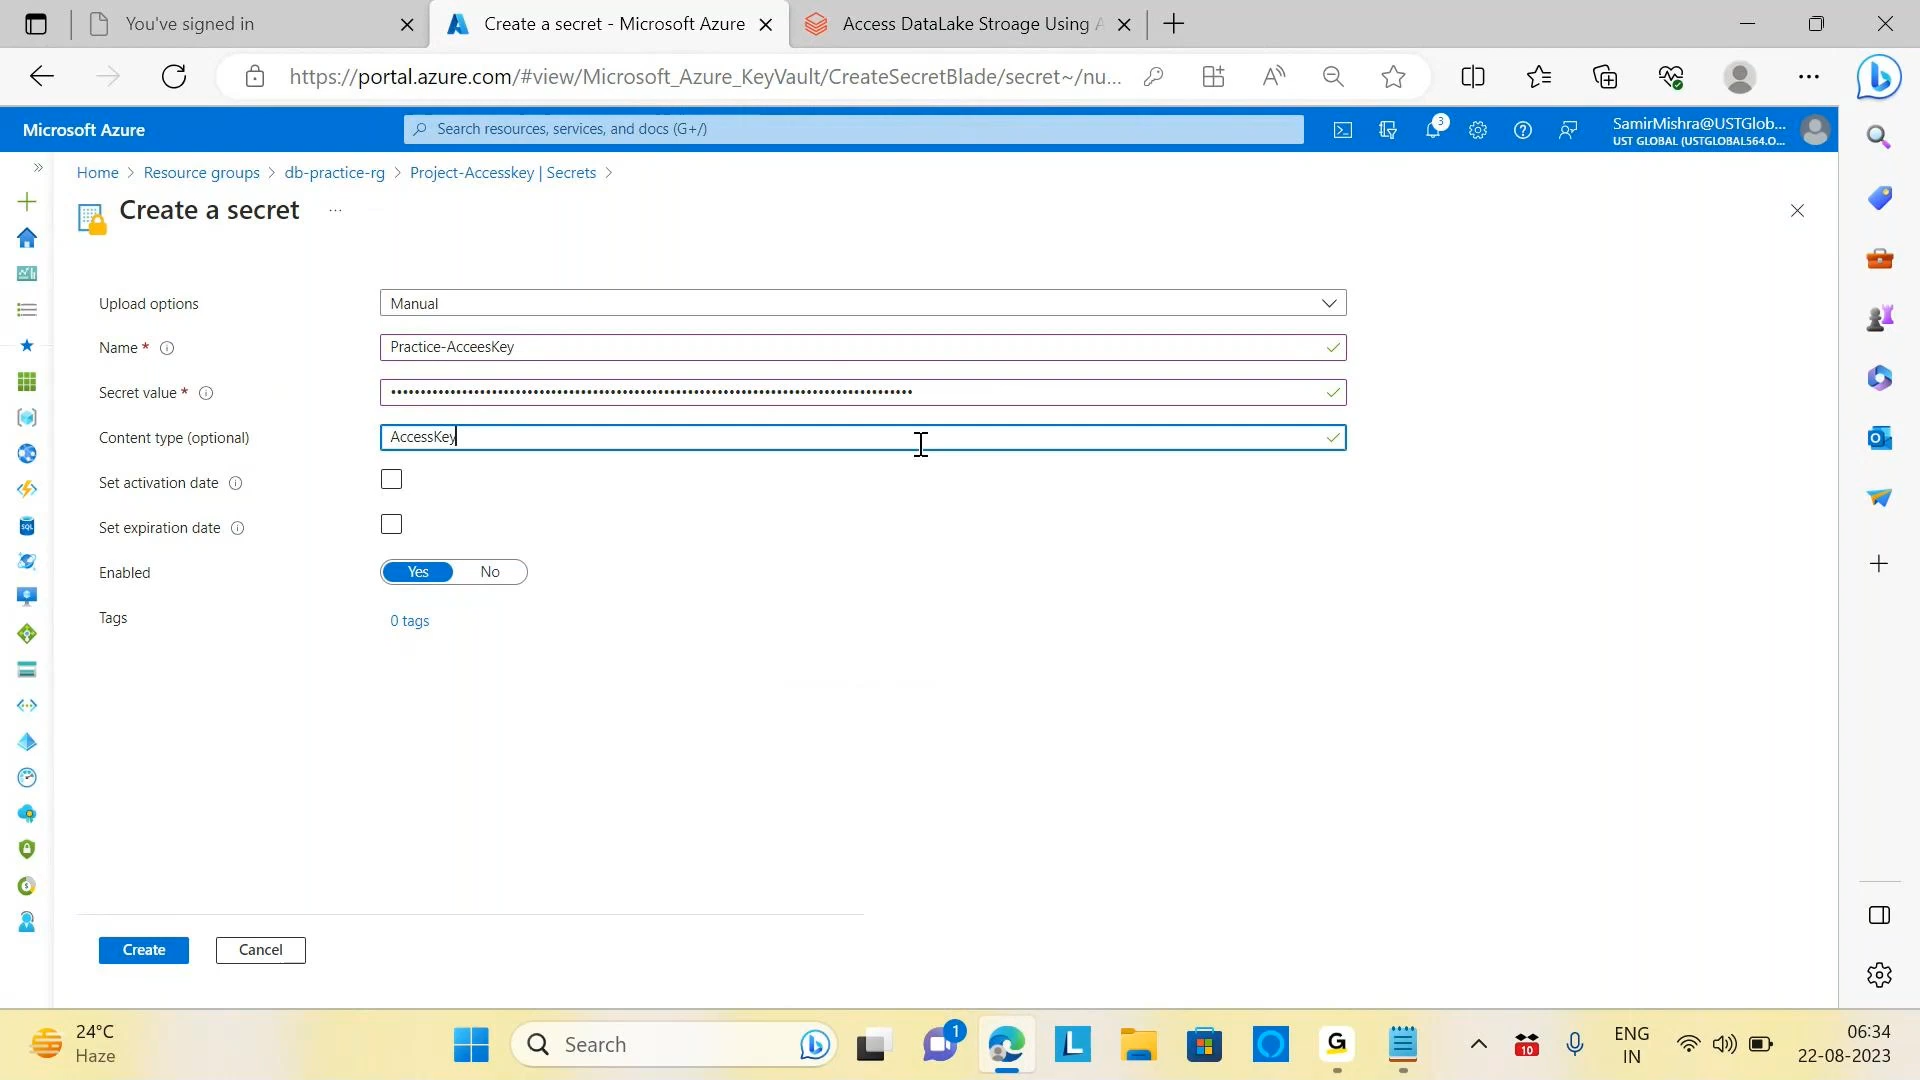 You've signed in
Create a secret - Microsoft Azure
Access DataLake Stroage Using A
https://portal.azure.com/#view/Microsoft_Azure_KeyVault/CreateSecretBlade/secret~/nu...
Microsoft Azure
Search resources, services, and docs (G+/)
3
SamirMishra@USTGlob...
UST GLOBAL (USTGLOBAL564.O...
Home > Resource groups > db-practice-rg > Project-Accesskey | Secrets >
Create a secret ...
Upload options
Manual
Name *
Practice-AcceesKey
Secret value *
••••••••••••••••••••••••••••••••••••••••••••••••••••••••••••••••••••••••••••••••••••••••
Content type (optional)
AccessKey
Set activation date
Set expiration date
Enabled
Yes No
Tags
0 tags
Create
Cancel
24°C
Haze
Search
1
10
ENG
IN
06:34
22-08-2023